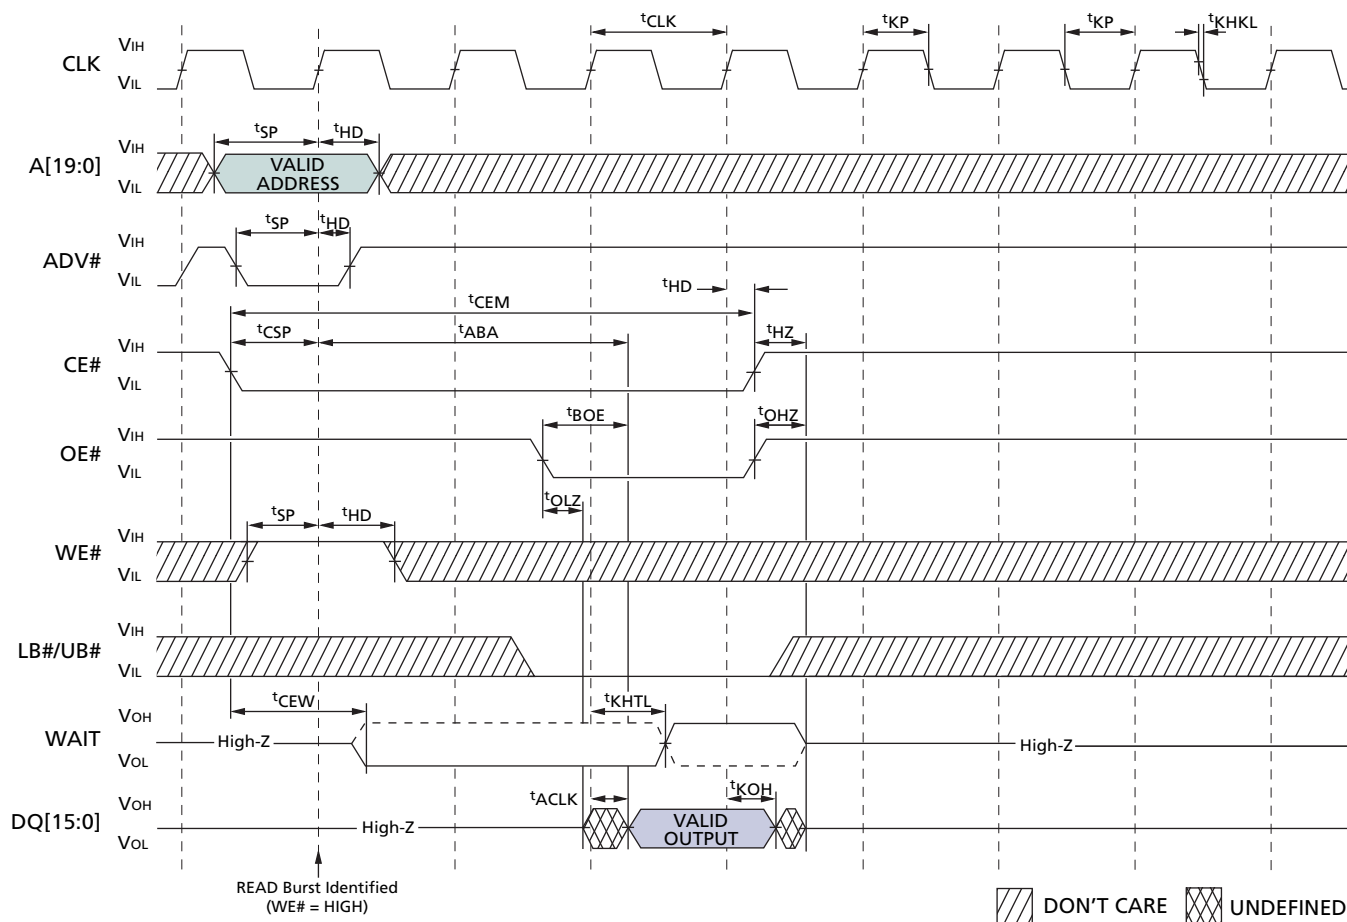 tCLK tKP tKP tKHKL
VIH
CLK
VIL
tSP tHD
VIH
A[19:0]
VALID
ADDRESS
VIL
tSP tHD
VIH
ADV#
VIL
tHD
tCEM
tCSP tABA tHZ
VIH
CE#
VIL
tBOE tOHZ
VIH
OE#
VIL
tOLZ
tSP tHD
VIH
WE#
VIL
VIH
LB#/UB#
VIL
tCEW tKHTL
VOH
WAIT High-Z High-Z
VOL
tACLK tKOH
VOH
DQ[15:0] High-Z
VALID
OUTPUT
VOL
READ Burst Identified
(WE# = HIGH)
DON'T CARE UNDEFINED